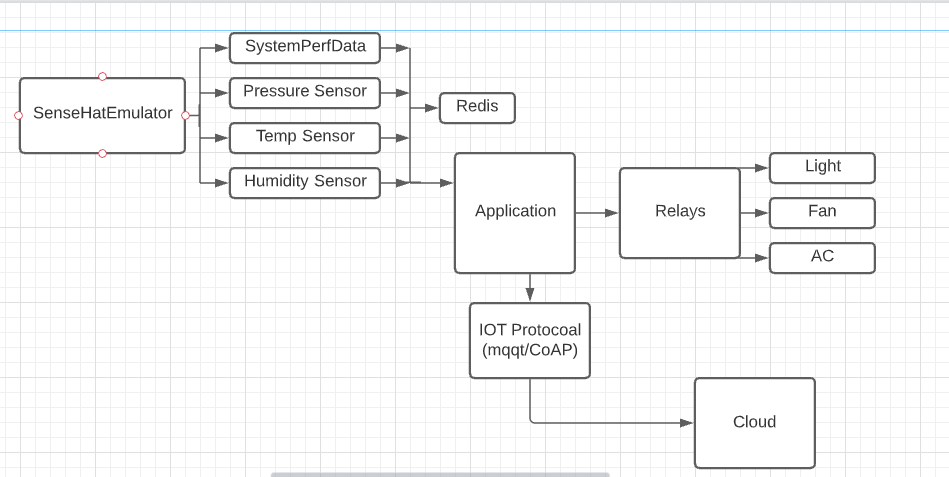 SystemPerfData
SenseHatEmulator
Pressure Sensor
Redis
Temp Sensor
Humidity Sensor
Application
Relays
Light
Fan
AC
IOT Protocoal
(mqqt/CoAP)
Cloud